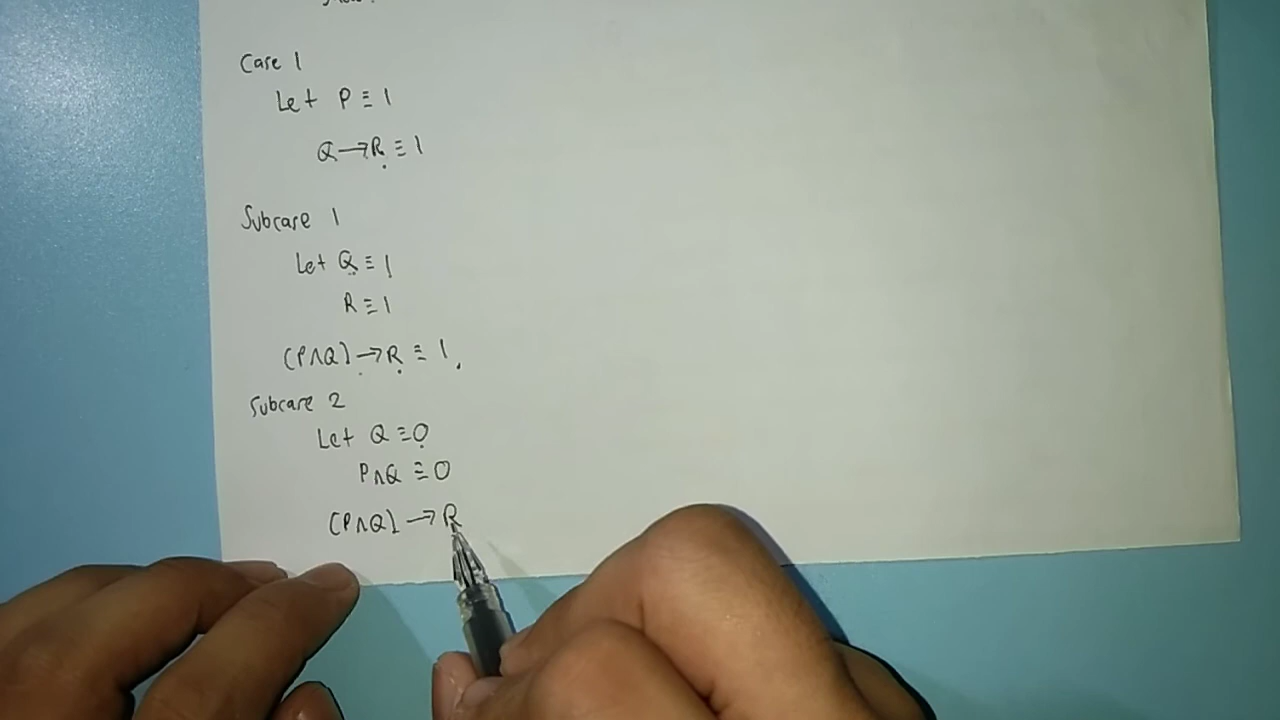 Case 1
Let P ≡ 1
Q → R ≡ 1
Subcase 1
Let Q ≡ 1
R ≡ 1
(P∧Q) → R ≡ 1
Subcase 2
Let Q ≡ 0
P∧Q ≡ 0
(P∧Q) → R